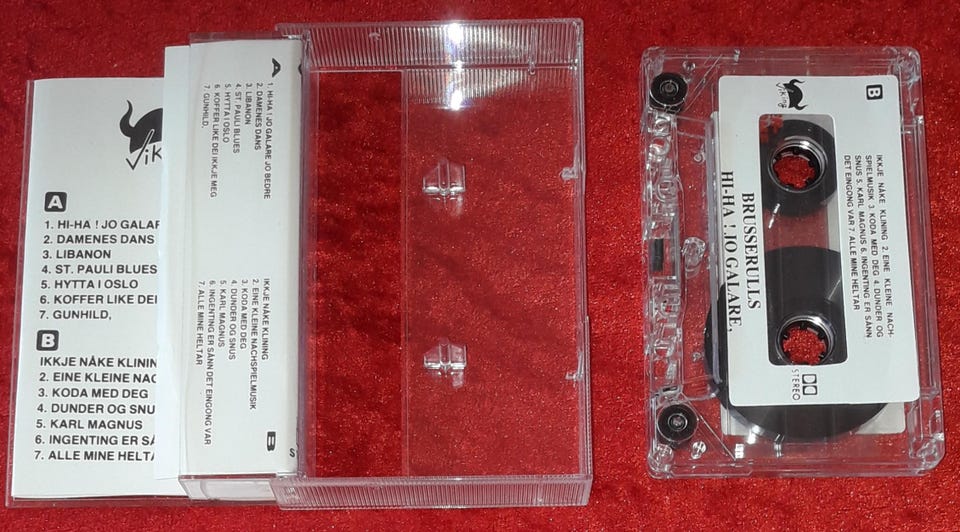 VIK
A
1. HI-HA ! JO GALAR
2. DAMENES DANS
3. LIBANON
4. ST. PAULI BLUES
5. HYTTA I OSLO
6. KOFFER LIKE DEI
7. GUNHILD,
B
IKKJE NÅKE KLININ
2. EINE KLEINE NAC
3. KODA MED DEG
4. DUNDER OG SNU
5. KARL MAGNUS
6. INGENTING ER SÅ
7. ALLE MINE HELTA
A
1. HI-HA ! JO GALARE JO BEDRE
2. DAMENES DANS
3. LIBANON
4. ST. PAULI BLUES
5. HYTTA I OSLO
6. KOFFER LIKE DEI IKKJE MEG
7. GUNHILD,
IKKJE NÅKE KLINING
2. EINE KLEINE NACHSPIELMUSIK
3. KODA MED DEG
4. DUNDER OG SNUS
5. KARL MAGNUS
6. INGENTING ER SÅNN DET EINGONG VAR
7. ALLE MINE HELTAR
B
Viking
B
IKKJE NÅKE KLINING 2. EINE KLEINE NACH-
SPIELMUSIK 3. KODA MED DEG 4. DUNDER OG
SNUS 5. KARL MAGNUS 6. INGENTING ER SÅNN
DET EINGONG VAR 7. ALLE MINE HELTAR
BRUSSERULLS
HI-HA ! JO GALARE,
STEREO